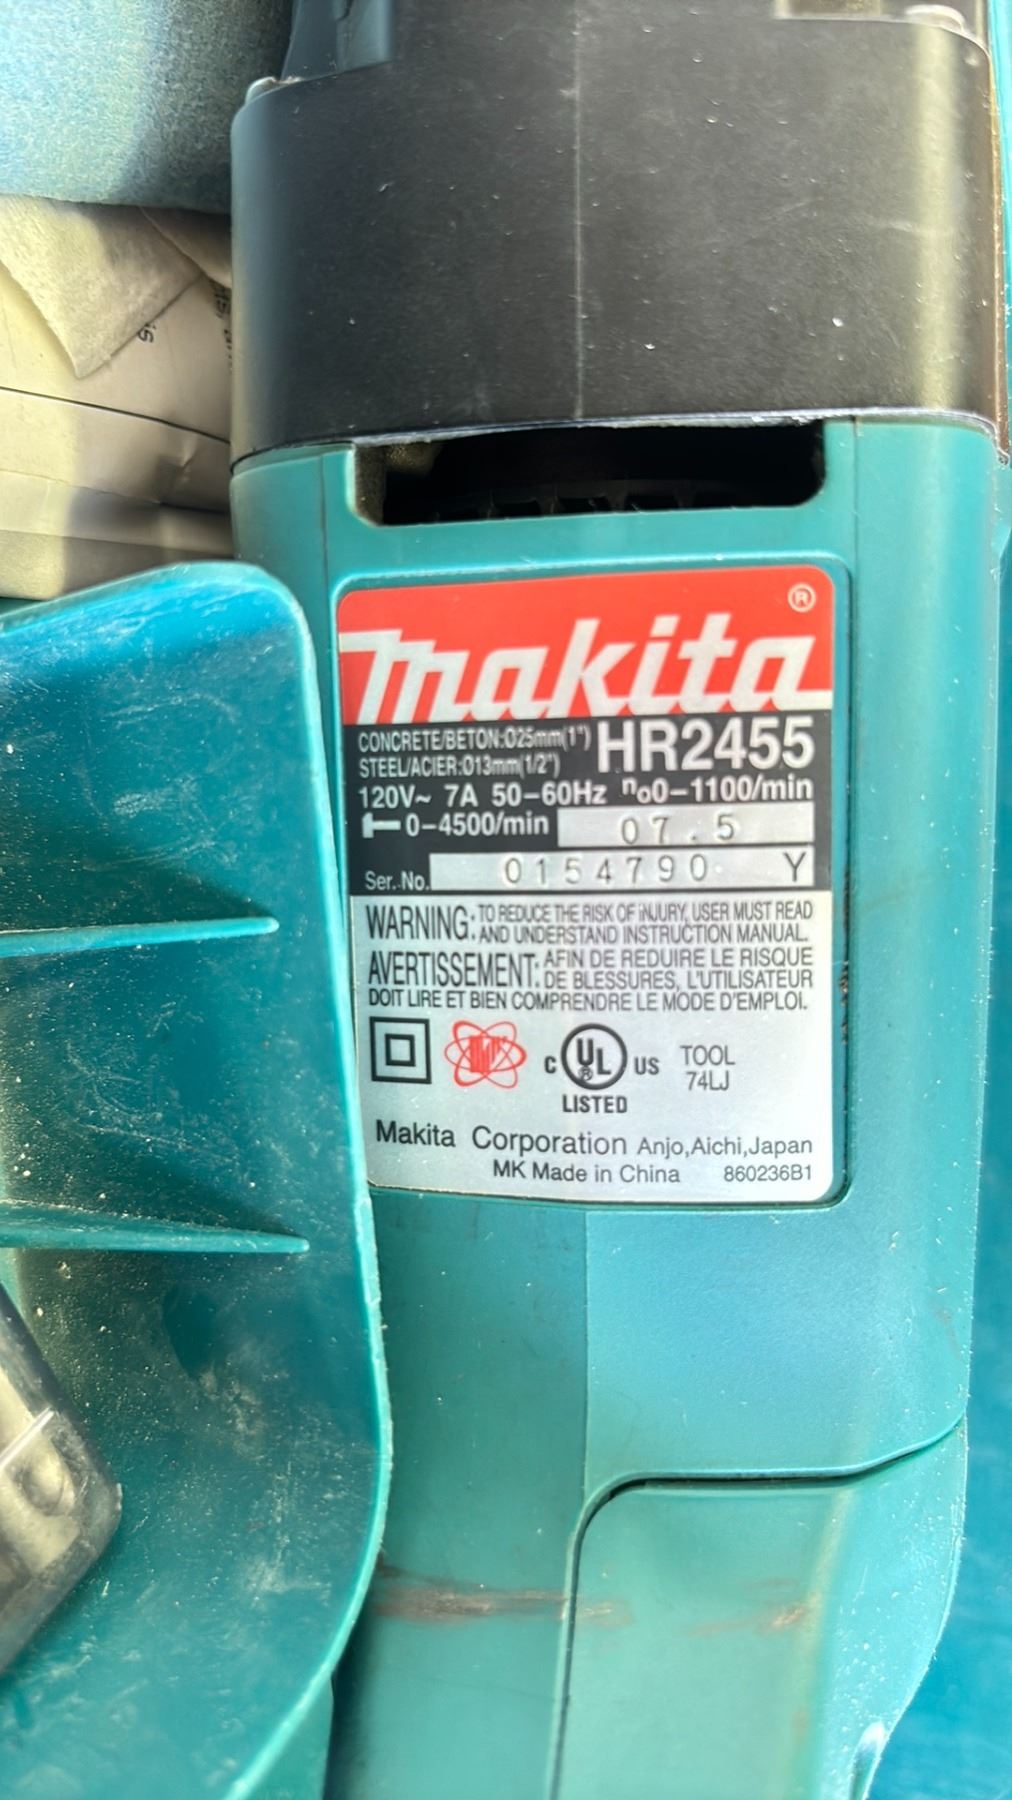 makita®
CONCRETE/BETON:Ö25mm(1") HR2455
STEEL/ACIER:Ö13mm(1/2")
120V~ 7A 50-60Hz no0-1100/min
0-4500/min 07.5
Ser. No. 0154790 Y
WARNING: TO REDUCE THE RISK OF INJURY, USER MUST READ
AND UNDERSTAND INSTRUCTION MANUAL.
AVERTISSEMENT: AFIN DE REDUIRE LE RISQUE
DE BLESSURES, L'UTILISATEUR
DOIT LIRE ET BIEN COMPRENDRE LE MODE D'EMPLOI.
C UL® US TOOL
74LJ
LISTED
Makita Corporation Anjo,Aichi,Japan
MK Made in China 860236B1